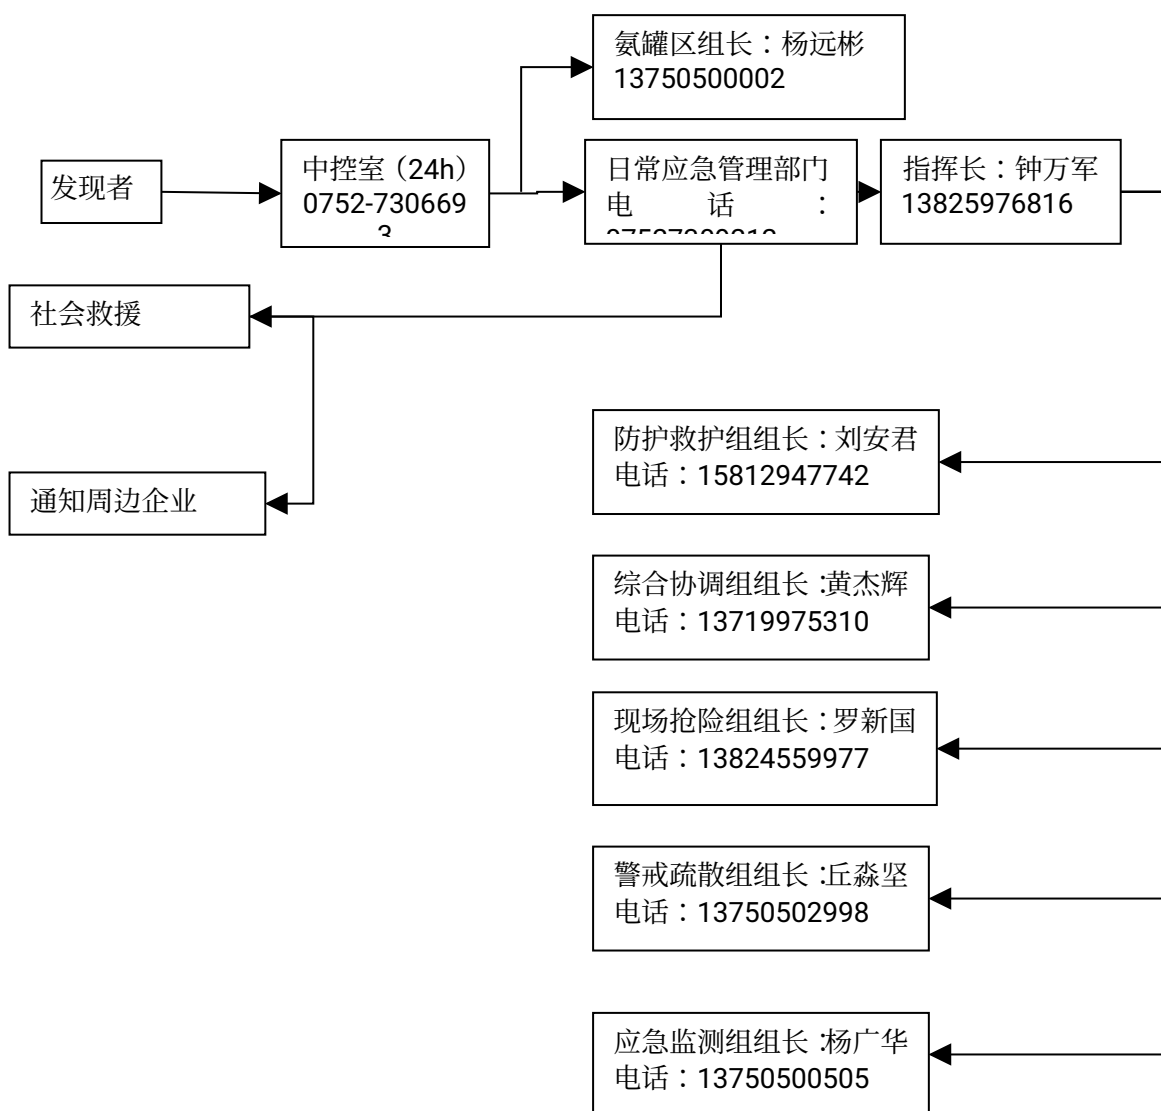 氨罐区组长：杨远彬
13750500002
发现者
中控室（24h）
0752-730669
3
日常应急管理部门
电话：
指挥长：钟万军
13825976816
社会救援
通知周边企业
防护救护组组长：刘安君
电话：15812947742
综合协调组组长：黄杰辉
电话：13719975310
现场抢险组组长：罗新国
电话：13824559977
警戒疏散组组长：丘淼坚
电话：13750502998
应急监测组组长：杨广华
电话：13750500505